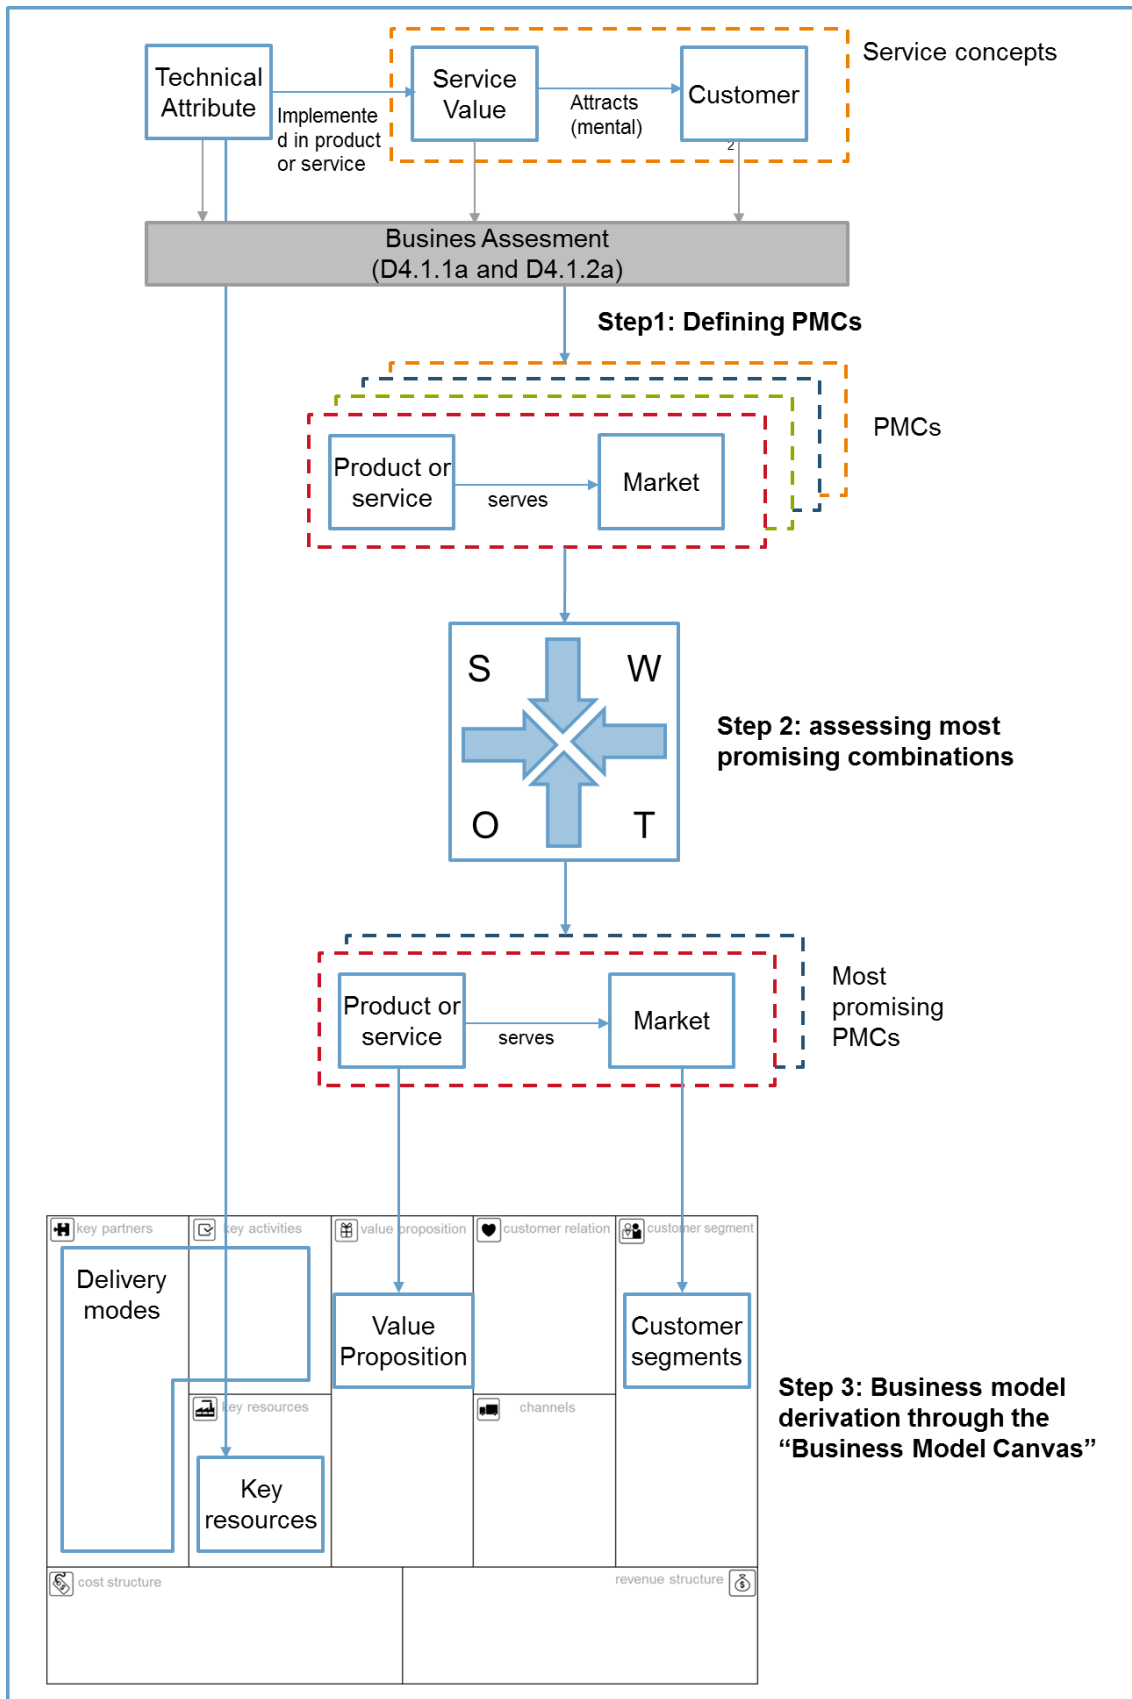 Service concepts
Technical
Attribute
Service
Value
Customer
Implemente
d in product
or service
Attracts
(mental)
2
Busines Assesment
(D4.1.1a and D4.1.2a)
Step1: Defining PMCs
PMCs
Product or
service
serves
Market
S
W
O
T
Step 2: assessing most
promising combinations
Most
promising
PMCs
Product or
service
serves
Market
key partners
key activities
value proposition
customer relation
customer segment
Delivery
modes
Value
Proposition
Customer
segments
Step 3: Business model
derivation through the
“Business Model Canvas”
key resources
channels
Key
resources
cost structure
revenue structure